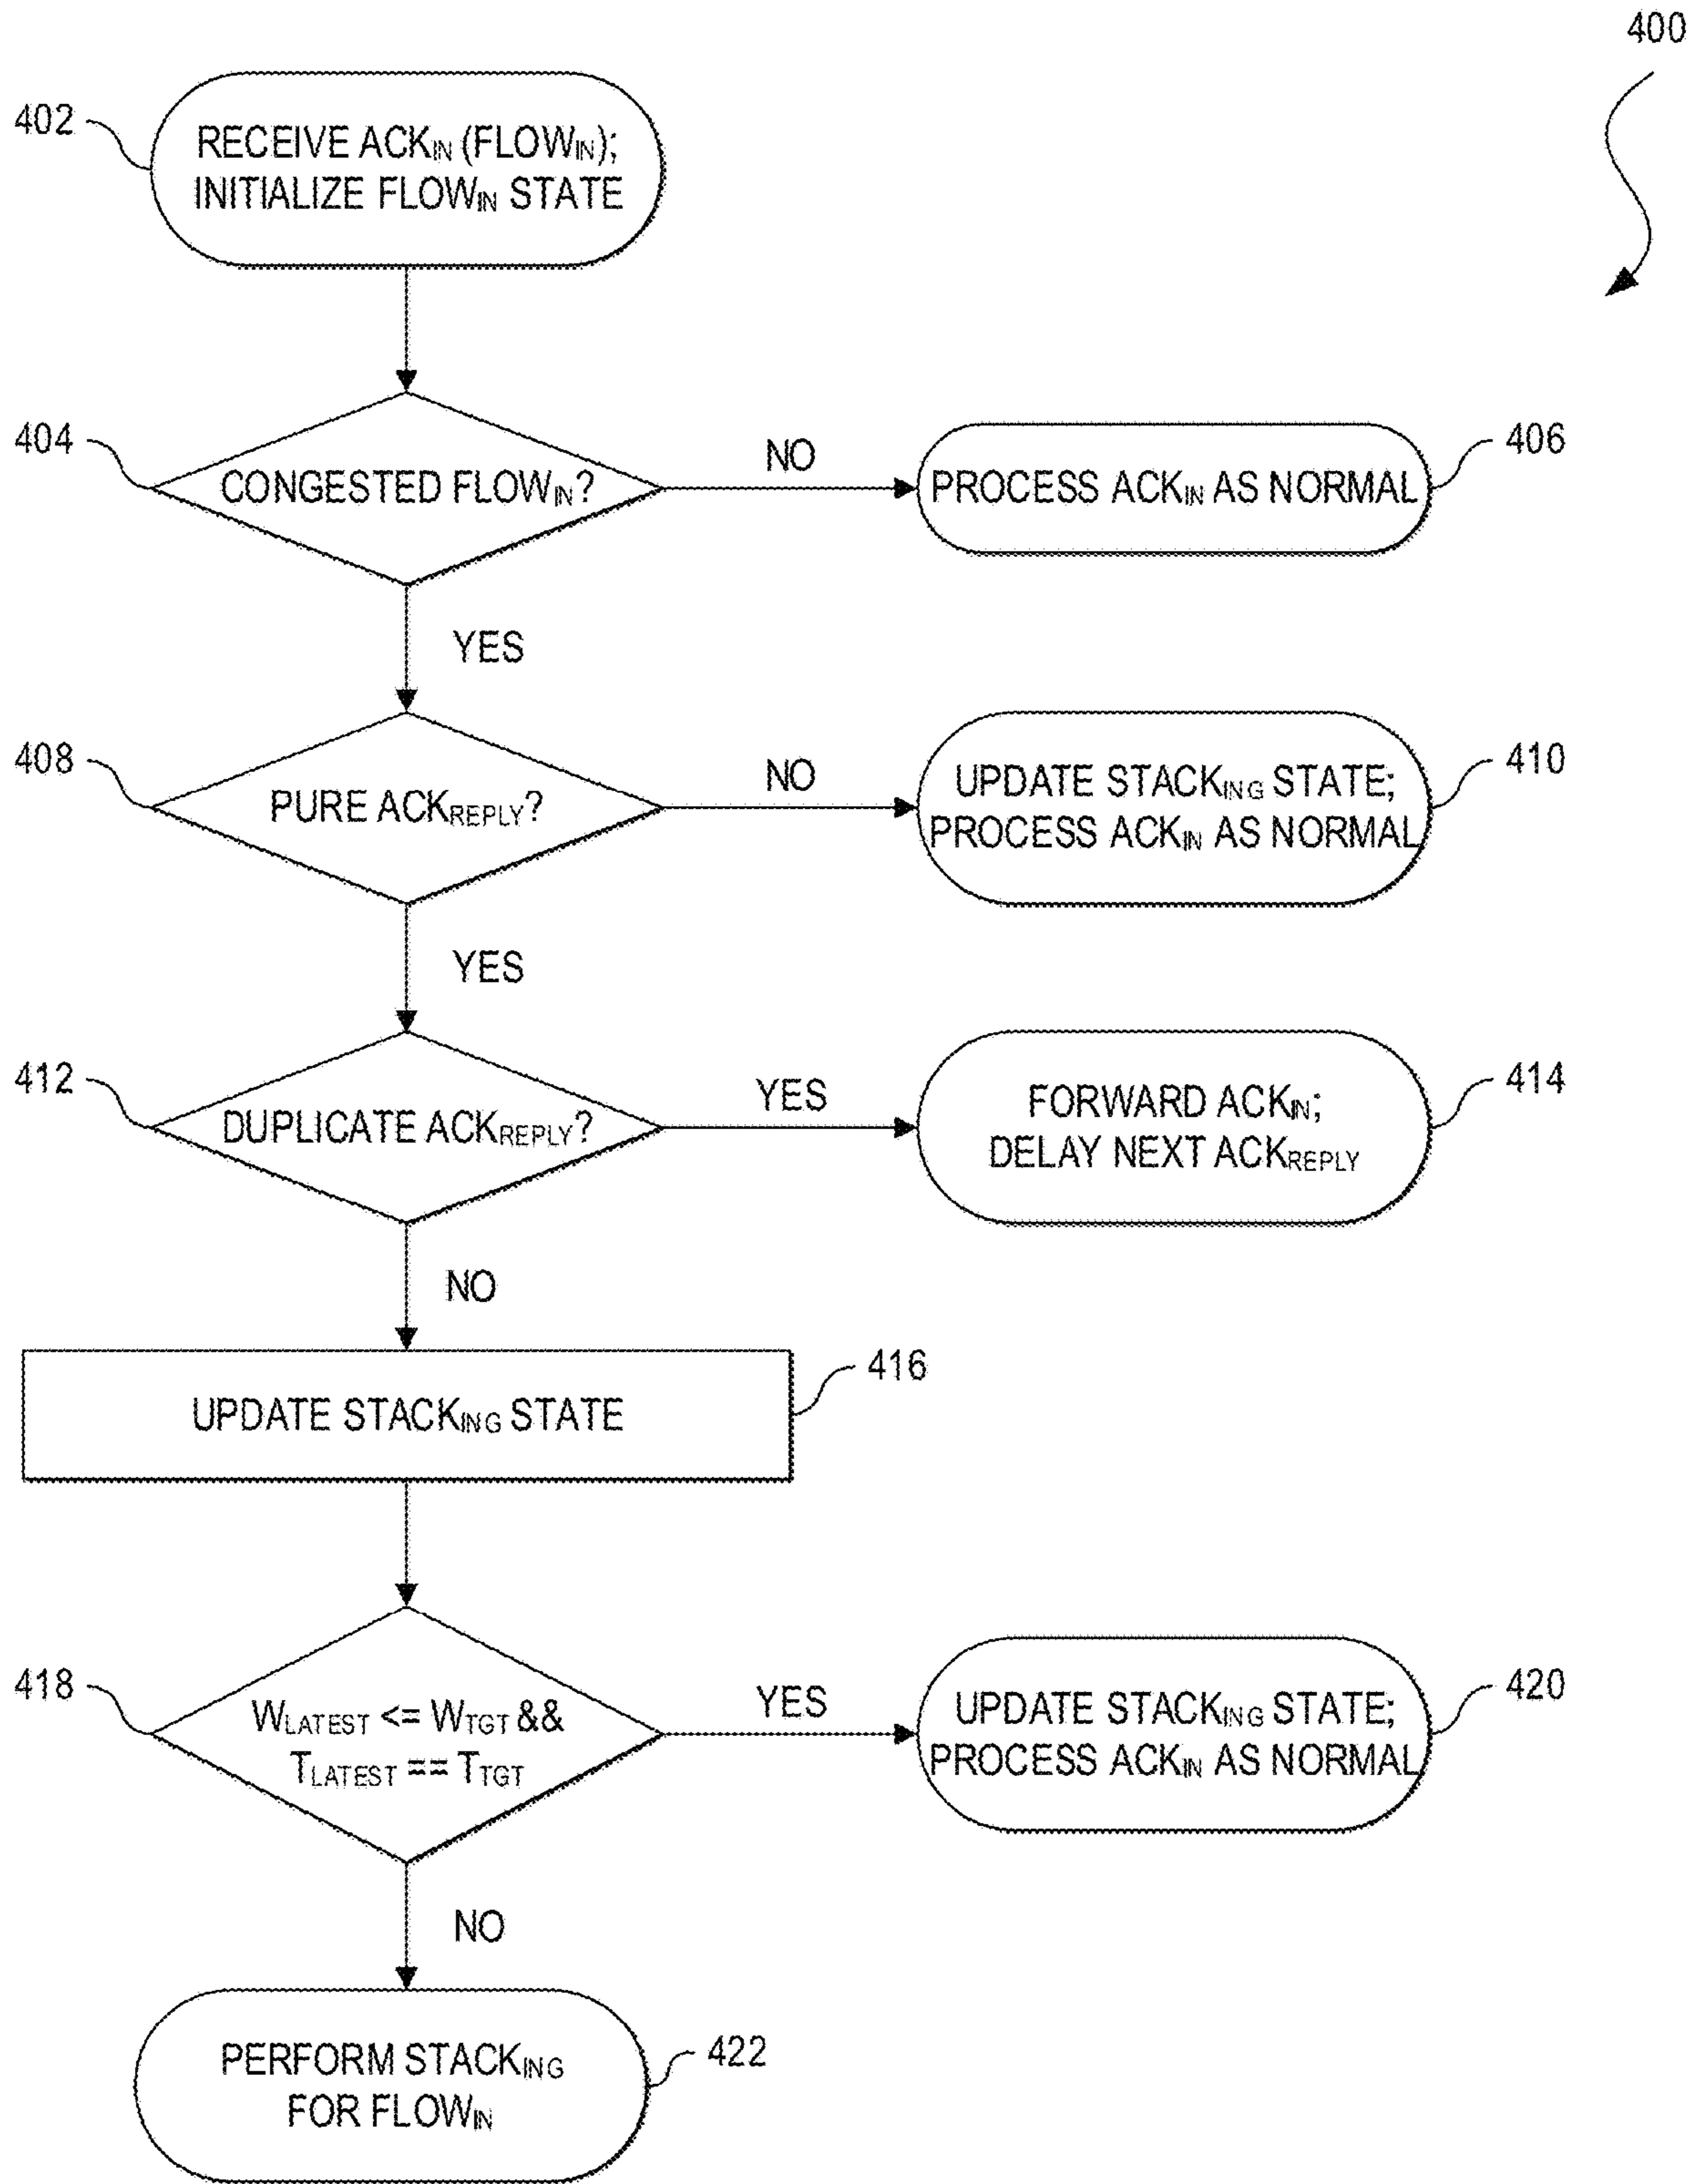 400
402
RECEIVE ACKIN (FLOWIN);
INITIALIZE FLOWIN STATE
404
CONGESTED FLOWIN?
NO
PROCESS ACKIN AS NORMAL
406
YES
408
PURE ACKREPLY?
NO
UPDATE STACKING STATE;
PROCESS ACKIN AS NORMAL
410
YES
412
DUPLICATE ACKREPLY?
YES
FORWARD ACKIN;
DELAY NEXT ACKREPLY
414
NO
UPDATE STACKING STATE
416
418
WLATEST <= WTGT &&
TLATEST == TTGT
YES
UPDATE STACKING STATE;
PROCESS ACKIN AS NORMAL
420
NO
PERFORM STACKING
FOR FLOWIN
422